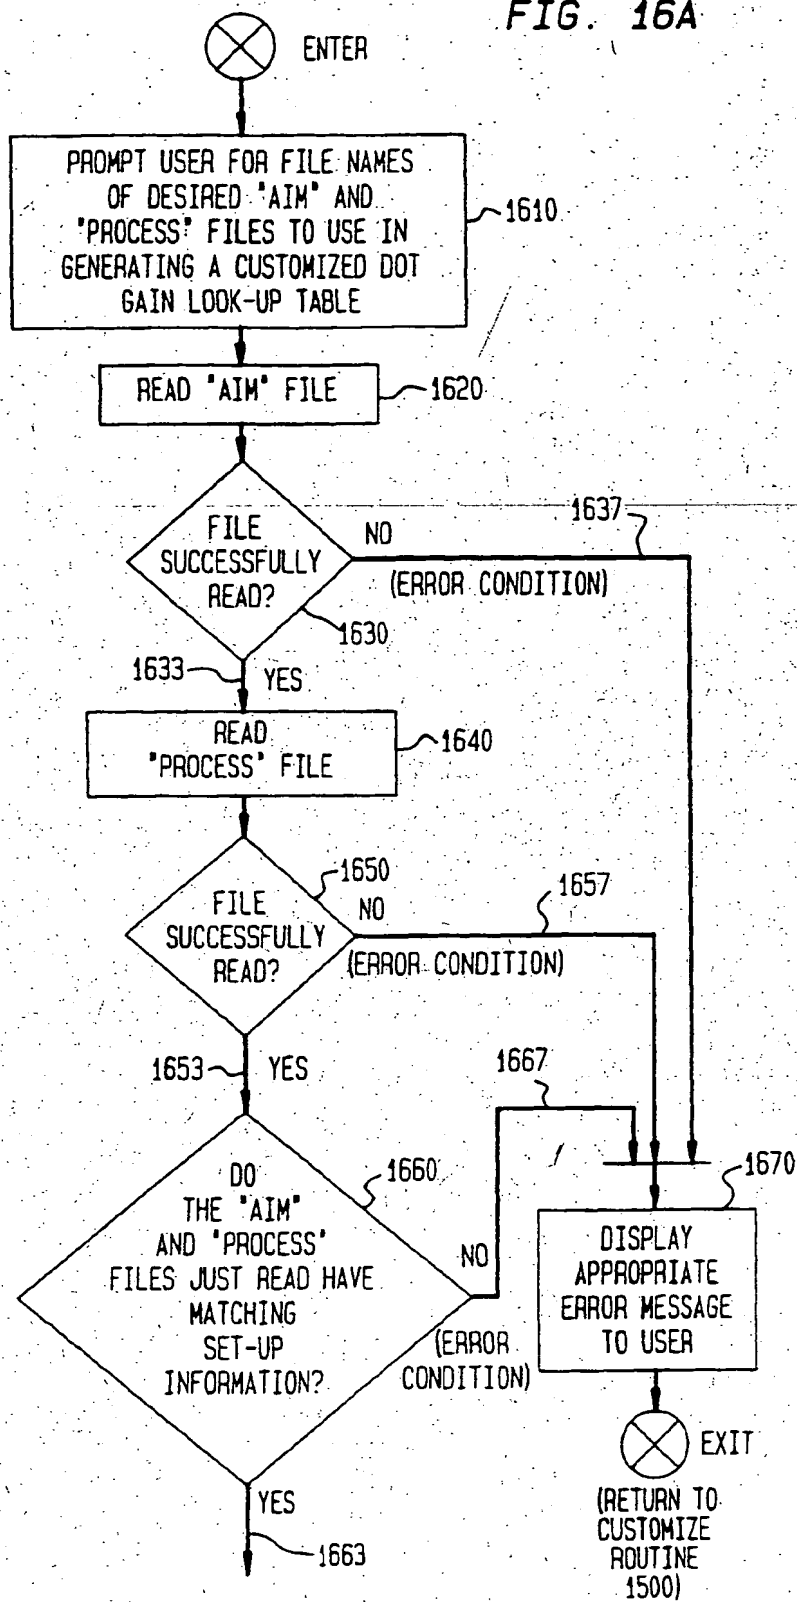 FIG. 16A
ENTER
PROMPT USER FOR FILE NAMES
OF DESIRED "AIM" AND
"PROCESS" FILES TO USE IN
GENERATING A CUSTOMIZED DOT
GAIN LOOK-UP TABLE
1610
READ "AIM" FILE
1620
FILE
SUCCESSFULLY
READ?
1630
NO
(ERROR CONDITION)
1637
1633
YES
READ
"PROCESS" FILE
1640
FILE
SUCCESSFULLY
READ?
1650
NO
(ERROR CONDITION)
1657
1653
YES
DO
THE "AIM"
AND "PROCESS"
FILES JUST READ HAVE
MATCHING
SET-UP
INFORMATION?
1660
NO
(ERROR
CONDITION)
1667
1670
DISPLAY
APPROPRIATE
ERROR MESSAGE
TO USER
EXIT
(RETURN TO
CUSTOMIZE
ROUTINE
1500)
YES
1663